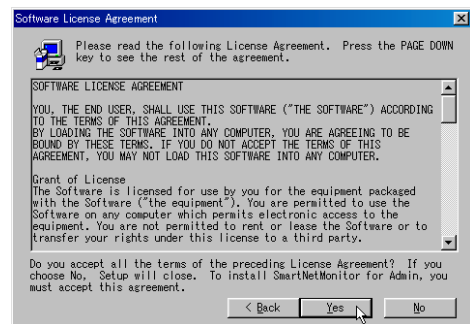 Software License Agreement
Please read the following License Agreement. Press the PAGE DOWN
key to see the rest of the agreement.
SOFTWARE LICENSE AGREEMENT
YOU, THE END USER, SHALL USE THIS SOFTWARE ("THE SOFTWARE") ACCORDING
TO THE TERMS OF THIS AGREEMENT.
BY LOADING THE SOFTWARE INTO ANY COMPUTER, YOU ARE AGREEING TO BE
BOUND BY THESE TERMS. IF YOU DO NOT ACCEPT THE TERMS OF THIS
AGREEMENT, YOU MAY NOT LOAD THIS SOFTWARE INTO ANY COMPUTER.
Grant of License
The Software is licensed for use by you for the equipment packaged
with the Software ("the equipment"). You are permitted to use the
Software on any computer which permits electronic access to the
equipment. You are not permitted to rent or lease the Software or to
transfer your rights under this license to a third party.
Do you accept all the terms of the preceding License Agreement? If you
choose No, Setup will close. To install SmartNetMonitor for Admin, you
must accept this agreement.
< Back
Yes
No